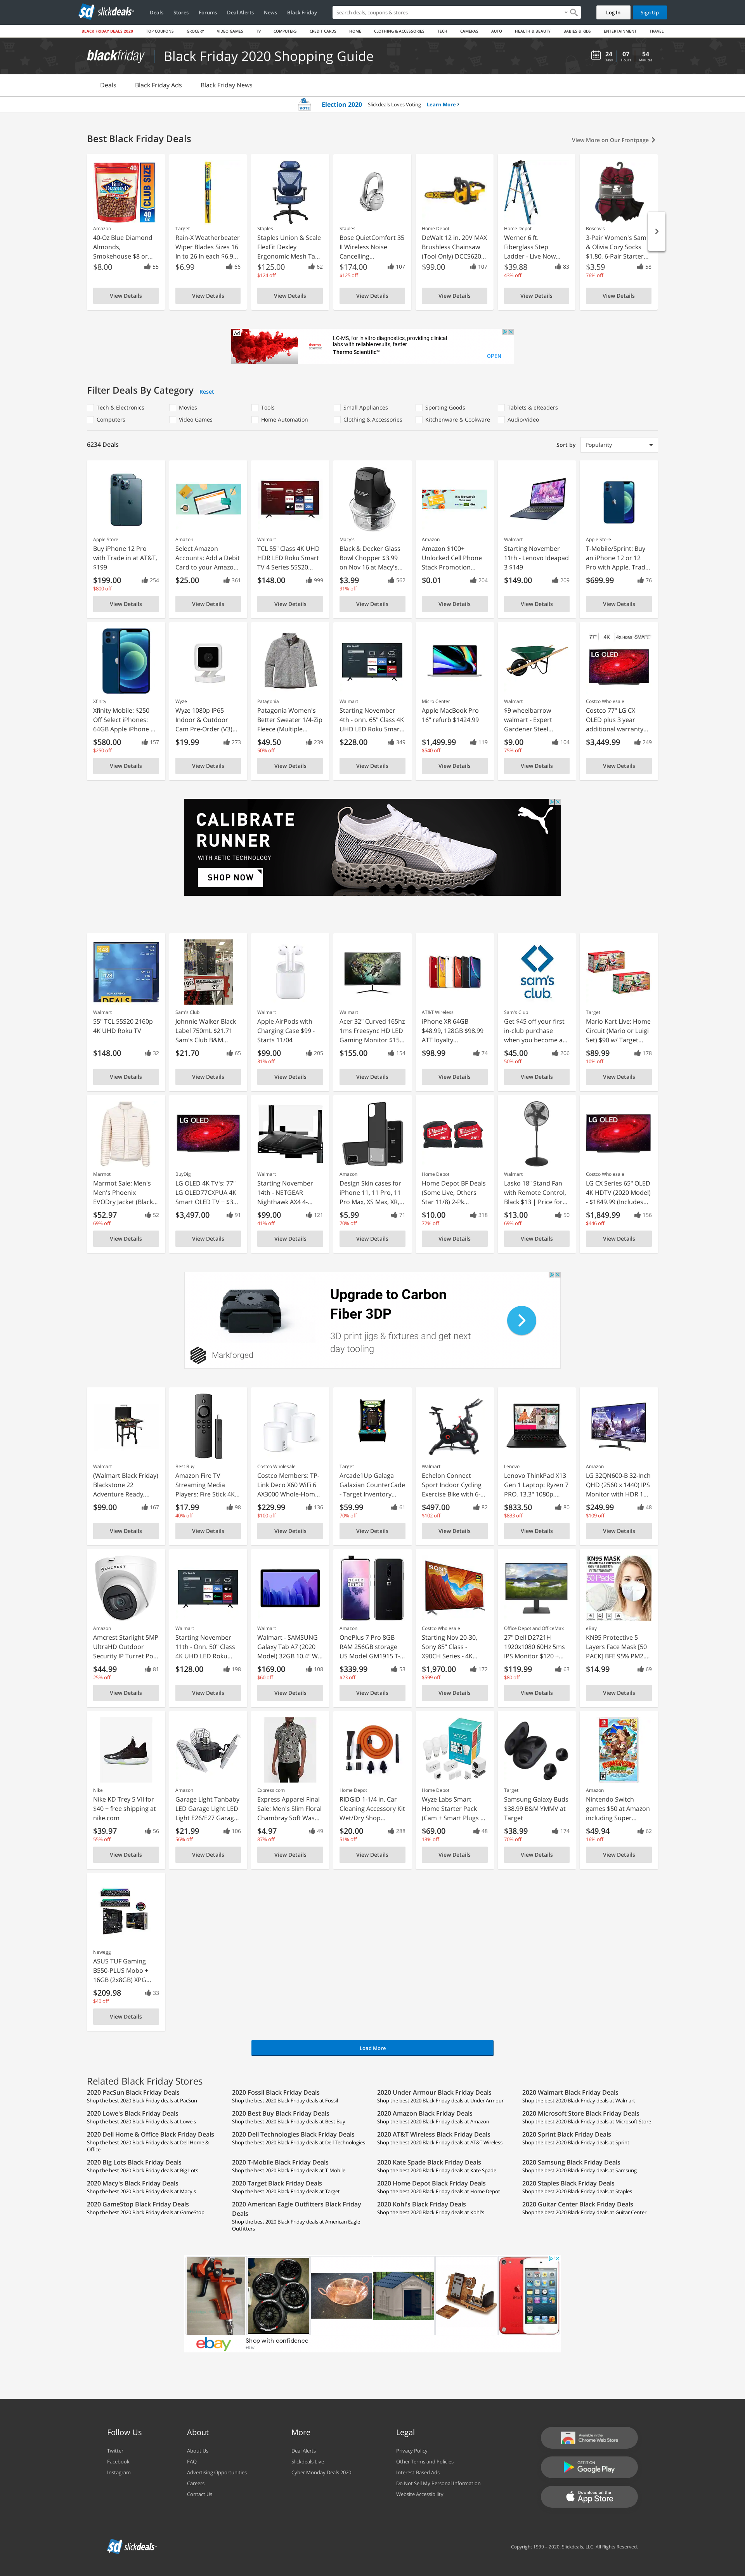 sd slickdeals
Deals Stores Forums Deal Alerts News Black Friday
Search deals, coupons & stores
Log In Sign Up
BLACK FRIDAY DEALS 2020 TOP COUPONS GROCERY VIDEO GAMES TV COMPUTERS CREDIT CARDS HOME CLOTHING & ACCESSORIES TECH CAMERAS AUTO HEALTH & BEAUTY BABIES & KIDS ENTERTAINMENT TRAVEL
blackfriday Black Friday 2020 Shopping Guide
24 07 54
Days Hours Minutes
Deals Black Friday Ads Black Friday News
VOTE Election 2020 Slickdeals Loves Voting Learn More ›
Best Black Friday Deals
View More on Our Frontpage
Amazon
40-Oz Blue Diamond
Almonds,
Smokehouse $8 or...
$8.00 55
View Details
Target
Rain-X Weatherbeater
Wiper Blades Sizes 16
In to 26 In each $6.9...
$6.99 66
View Details
Staples
Staples Union & Scale
FlexFit Dexley
Ergonomic Mesh Ta...
$125.00 62
$124 off
View Details
Staples
Bose QuietComfort 35
II Wireless Noise
Cancelling...
$174.00 107
$125 off
View Details
Home Depot
DeWalt 12 in. 20V MAX
Brushless Chainsaw
(Tool Only) DCCS620...
$99.00 107
View Details
Home Depot
Werner 6 ft.
Fiberglass Step
Ladder - Live Now...
$39.88 83
43% off
View Details
Boscov's
3-Pair Women's Sam
& Olivia Cozy Socks
$1.80, 6-Pair Starter...
$3.59 58
76% off
View Details
Ad
LC-MS, for in vitro diagnostics, providing clinical
labs with reliable results, faster
Thermo Scientific™
OPEN
Filter Deals By Category Reset
Tech & Electronics Movies Tools Small Appliances Sporting Goods Tablets & eReaders
Computers Video Games Home Automation Clothing & Accessories Kitchenware & Cookware Audio/Video
6234 Deals
Sort by Popularity
Apple Store
Buy iPhone 12 Pro
with Trade in at AT&T,
$199
$199.00 254
$800 off
View Details
Amazon
Select Amazon
Accounts: Add a Debit
Card to your Amazo...
$25.00 361
View Details
Walmart
TCL 55" Class 4K UHD
HDR LED Roku Smart
TV 4 Series 55S20...
$148.00 999
View Details
Macy's
Black & Decker Glass
Bowl Chopper $3.99
on Nov 16 at Macy's...
$3.99 562
91% off
View Details
Amazon
Amazon $100+
Unlocked Cell Phone
Stack Promotion...
$0.01 204
View Details
Walmart
Starting November
11th - Lenovo Ideapad
3 $149
$149.00 209
View Details
Apple Store
T-Mobile/Sprint: Buy
an iPhone 12 or 12
Pro with Apple, Trad...
$699.99 76
View Details
Xfinity
Xfinity Mobile: $250
Off Select iPhones:
64GB Apple iPhone ...
$580.00 157
$250 off
View Details
Wyze
Wyze 1080p IP65
Indoor & Outdoor
Cam Pre-Order (V3)...
$19.99 273
View Details
Patagonia
Patagonia Women's
Better Sweater 1/4-Zip
Fleece (Multiple...
$49.50 239
50% off
View Details
Walmart
Starting November
4th - onn. 65" Class 4K
UHD LED Roku Smar...
$228.00 349
View Details
Micro Center
Apple MacBook Pro
16" refurb $1424.99
$1,499.99 119
$540 off
View Details
Walmart
$9 wheelbarrow
walmart - Expert
Gardener Steel...
$9.00 104
75% off
View Details
77" 4K 4x HDMI SMART
LG OLED
Costco Wholesale
Costco 77" LG CX
OLED plus 3 year
additional warranty...
$3,449.99 249
View Details
CALIBRATE
RUNNER
WITH XETIC TECHNOLOGY
SHOP NOW
Walmart
55" TCL 55S20 2160p
4K UHD Roku TV
$148.00 32
View Details
Sam's Club
Johnnie Walker Black
Label 750mL $21.71
Sam's Club B&M...
$21.70 65
View Details
Walmart
Apple AirPods with
Charging Case $99 -
Starts 11/04
$99.00 205
31% off
View Details
Walmart
Acer 32" Curved 165hz
1ms Freesync HD LED
Gaming Monitor $15...
$155.00 154
View Details
AT&T Wireless
iPhone XR 64GB
$48.99, 128GB $98.99
ATT loyalty...
$98.99 74
View Details
sam's
club
Sam's Club
Get $45 off your first
in-club purchase
when you become a...
$45.00 206
50% off
View Details
Target
Mario Kart Live: Home
Circuit (Mario or Luigi
Set) $90 w/ Target...
$89.99 178
10% off
View Details
Marmot
Marmot Sale: Men's
Men's Phoenix
EVODry Jacket (Black...
$52.97 52
69% off
View Details
LG OLED
BuyDig
LG OLED 4K TV's: 77"
LG OLED77CXPUA 4K
Smart OLED TV + $3...
$3,497.00 91
View Details
Walmart
Starting November
14th - NETGEAR
Nighthawk AX4 4-...
$99.00 121
41% off
View Details
Amazon
Design Skin cases for
iPhone 11, 11 Pro, 11
Pro Max, XS Max, XR,...
$5.99 71
70% off
View Details
Home Depot
Home Depot BF Deals
(Some Live, Others
Star 11/8) 2-Pk...
$10.00 318
72% off
View Details
Walmart
Lasko 18" Stand Fan
with Remote Control,
Black $13 | Price for...
$13.00 50
69% off
View Details
LG OLED
Costco Wholesale
LG CX Series 65" OLED
4K HDTV (2020 Model)
- $1849.99 (Includes...
$1,849.99 156
$446 off
View Details
Upgrade to Carbon
Fiber 3DP
3D print jigs & fixtures and get next
day tooling
Markforged
Walmart
(Walmart Black Friday)
Blackstone 22
Adventure Ready,...
$99.00 167
View Details
Best Buy
Amazon Fire TV
Streaming Media
Players: Fire Stick 4K...
$17.99 98
40% off
View Details
Costco Wholesale
Costco Members: TP-
Link Deco X60 WiFi 6
AX3000 Whole-Hom...
$229.99 136
$100 off
View Details
Target
Arcade1Up Galaga
Galaxian CounterCade
- Target Inventory...
$59.99 61
70% off
View Details
Walmart
Echelon Connect
Sport Indoor Cycling
Exercise Bike with 6-...
$497.00 82
$102 off
View Details
Lenovo
Lenovo ThinkPad X13
Gen 1 Laptop: Ryzen 7
PRO, 13.3" 1080p,...
$833.50 80
$833 off
View Details
Amazon
LG 32QN600-B 32-Inch
QHD (2560 x 1440) IPS
Monitor with HDR 1...
$249.99 48
$109 off
View Details
Amazon
Amcrest Starlight 5MP
UltraHD Outdoor
Security IP Turret Po...
$44.99 81
25% off
View Details
Walmart
Starting November
11th - Onn. 50" Class
4K UHD LED Roku...
$128.00 198
View Details
Walmart
Walmart - SAMSUNG
Galaxy Tab A7 (2020
Model) 32GB 10.4" W...
$169.00 108
$60 off
View Details
Amazon
OnePlus 7 Pro 8GB
RAM 256GB storage
US Model GM1915 T-...
$339.99 53
$23 off
View Details
Costco Wholesale
Starting Nov 20-30,
Sony 85" Class -
X90CH Series - 4K...
$1,970.00 172
$599 off
View Details
Office Depot and OfficeMax
27" Dell D2721H
1920x1080 60Hz 5ms
IPS Monitor $120 +...
$119.99 63
$80 off
View Details
KN95 MASK
eBay
KN95 Protective 5
Layers Face Mask [50
PACK] BFE 95% PM2....
$14.99 69
View Details
Nike
Nike KD Trey 5 VII for
$40 + free shipping at
nike.com
$39.97 56
55% off
View Details
Amazon
Garage Light Tanbaby
LED Garage Light LED
Light E26/E27 Garag...
$21.99 106
56% off
View Details
Express.com
Express Apparel Final
Sale: Men's Slim Floral
Chambray Soft Was...
$4.97 49
87% off
View Details
Home Depot
RIDGID 1-1/4 in. Car
Cleaning Accessory Kit
Wet/Dry Shop...
$20.00 288
51% off
View Details
Home Depot
Wyze Labs Smart
Home Starter Pack
(Cam + Smart Plugs ...
$69.00 48
13% off
View Details
Target
Samsung Galaxy Buds
$38.99 B&M YMMV at
Target
$38.99 174
70% off
View Details
Amazon
Nintendo Switch
games $50 at Amazon
including Super...
$49.94 62
16% off
View Details
Newegg
ASUS TUF Gaming
B550-PLUS Mobo +
16GB (2x8GB) XPG...
$209.98 33
$40 off
View Details
Load More
Related Black Friday Stores
2020 PacSun Black Friday Deals
Shop the best 2020 Black Friday deals at PacSun
2020 Fossil Black Friday Deals
Shop the best 2020 Black Friday deals at Fossil
2020 Under Armour Black Friday Deals
Shop the best 2020 Black Friday deals at Under Armour
2020 Walmart Black Friday Deals
Shop the best 2020 Black Friday deals at Walmart
2020 Lowe's Black Friday Deals
Shop the best 2020 Black Friday deals at Lowe's
2020 Best Buy Black Friday Deals
Shop the best 2020 Black Friday deals at Best Buy
2020 Amazon Black Friday Deals
Shop the best 2020 Black Friday deals at Amazon
2020 Microsoft Store Black Friday Deals
Shop the best 2020 Black Friday deals at Microsoft Store
2020 Dell Home & Office Black Friday Deals
Shop the best 2020 Black Friday deals at Dell Home &
Office
2020 Dell Technologies Black Friday Deals
Shop the best 2020 Black Friday deals at Dell Technologies
2020 AT&T Wireless Black Friday Deals
Shop the best 2020 Black Friday deals at AT&T Wireless
2020 Sprint Black Friday Deals
Shop the best 2020 Black Friday deals at Sprint
2020 Big Lots Black Friday Deals
Shop the best 2020 Black Friday deals at Big Lots
2020 T-Mobile Black Friday Deals
Shop the best 2020 Black Friday deals at T-Mobile
2020 Kate Spade Black Friday Deals
Shop the best 2020 Black Friday deals at Kate Spade
2020 Samsung Black Friday Deals
Shop the best 2020 Black Friday deals at Samsung
2020 Macy's Black Friday Deals
Shop the best 2020 Black Friday deals at Macy's
2020 Target Black Friday Deals
Shop the best 2020 Black Friday deals at Target
2020 Home Depot Black Friday Deals
Shop the best 2020 Black Friday deals at Home Depot
2020 Staples Black Friday Deals
Shop the best 2020 Black Friday deals at Staples
2020 GameStop Black Friday Deals
Shop the best 2020 Black Friday deals at GameStop
2020 American Eagle Outfitters Black Friday
Deals
Shop the best 2020 Black Friday deals at American Eagle
Outfitters
2020 Kohl's Black Friday Deals
Shop the best 2020 Black Friday deals at Kohl's
2020 Guitar Center Black Friday Deals
Shop the best 2020 Black Friday deals at Guitar Center
ebay
Shop with confidence
eBay
Follow Us
Twitter
Facebook
Instagram
About
About Us
FAQ
Advertising Opportunities
Careers
Contact Us
More
Deal Alerts
Slickdeals Live
Cyber Monday Deals 2020
Legal
Privacy Policy
Other Terms and Policies
Interest-Based Ads
Do Not Sell My Personal Information
Website Accessibility
Available in the
Chrome Web Store
GET IT ON
Google Play
Download on the
App Store
sd slickdeals
Copyright 1999 - 2020. Slickdeals, LLC. All Rights Reserved.